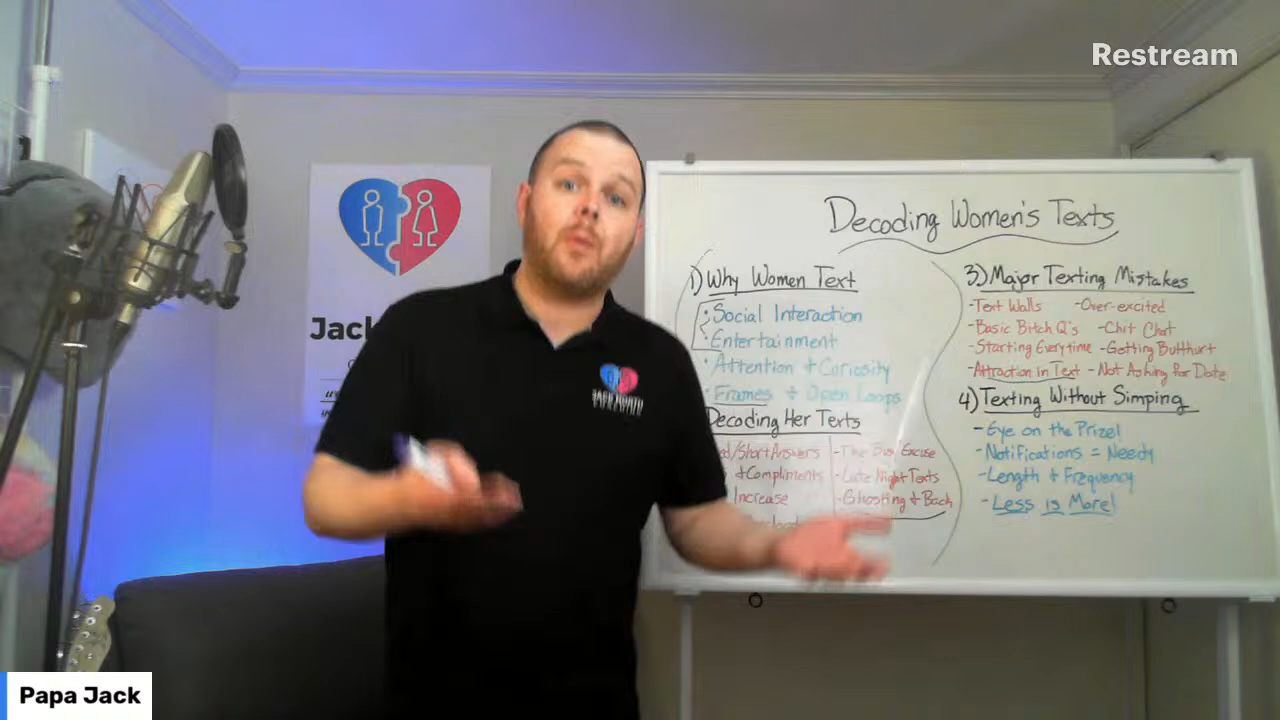 Restream
Jack
Decoding Women's Texts
1) Why Women Text
• Social Interaction
• Entertainment
• Attention + Curiosity
• Frames + Open Loops
Decoding Her Texts
/Short Answers
+ Compliments
Increase
- The Busy Excuse
- Late Night Texts
- Ghosting + Back
3) Major Texting Mistakes
- Text Walls - Over-excited
- Basic Bitch Q's - Chit Chat
- Starting Everytime - Getting Butthurt
- Attraction in Text - Not Asking for Date
4) Texting Without Simping
- Eye on the Prize!
- Notifications = Needy
- Length + Frequency
- Less is More!
Papa Jack